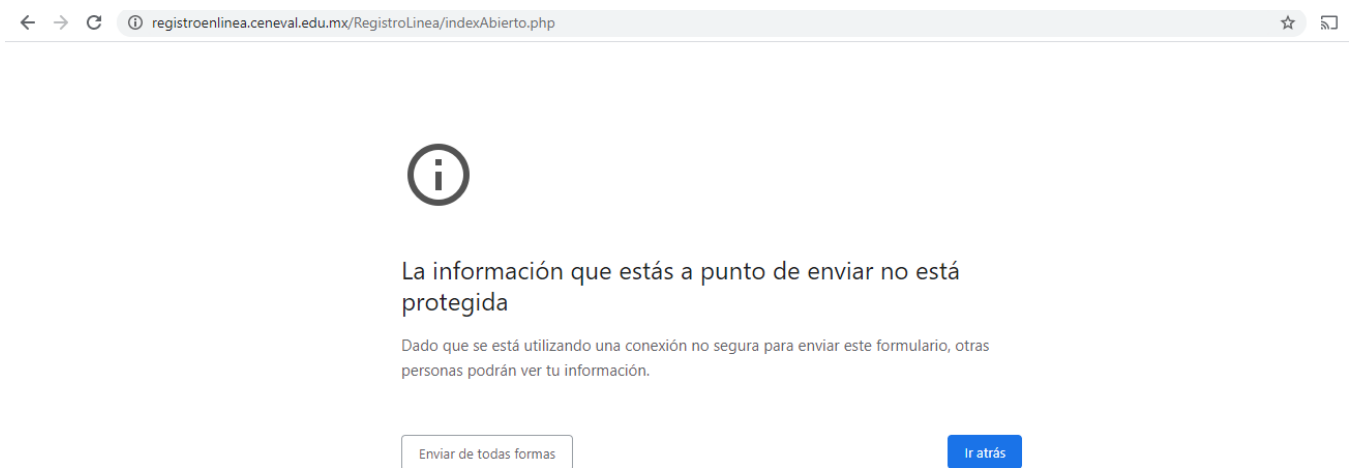 registroenlinea.ceneval.edu.mx/RegistroLinea/indexAbierto.php
La información que estás a punto de enviar no está
protegida
Dado que se está utilizando una conexión no segura para enviar este formulario, otras
personas podrán ver tu información.
Enviar de todas formas
Ir atrás